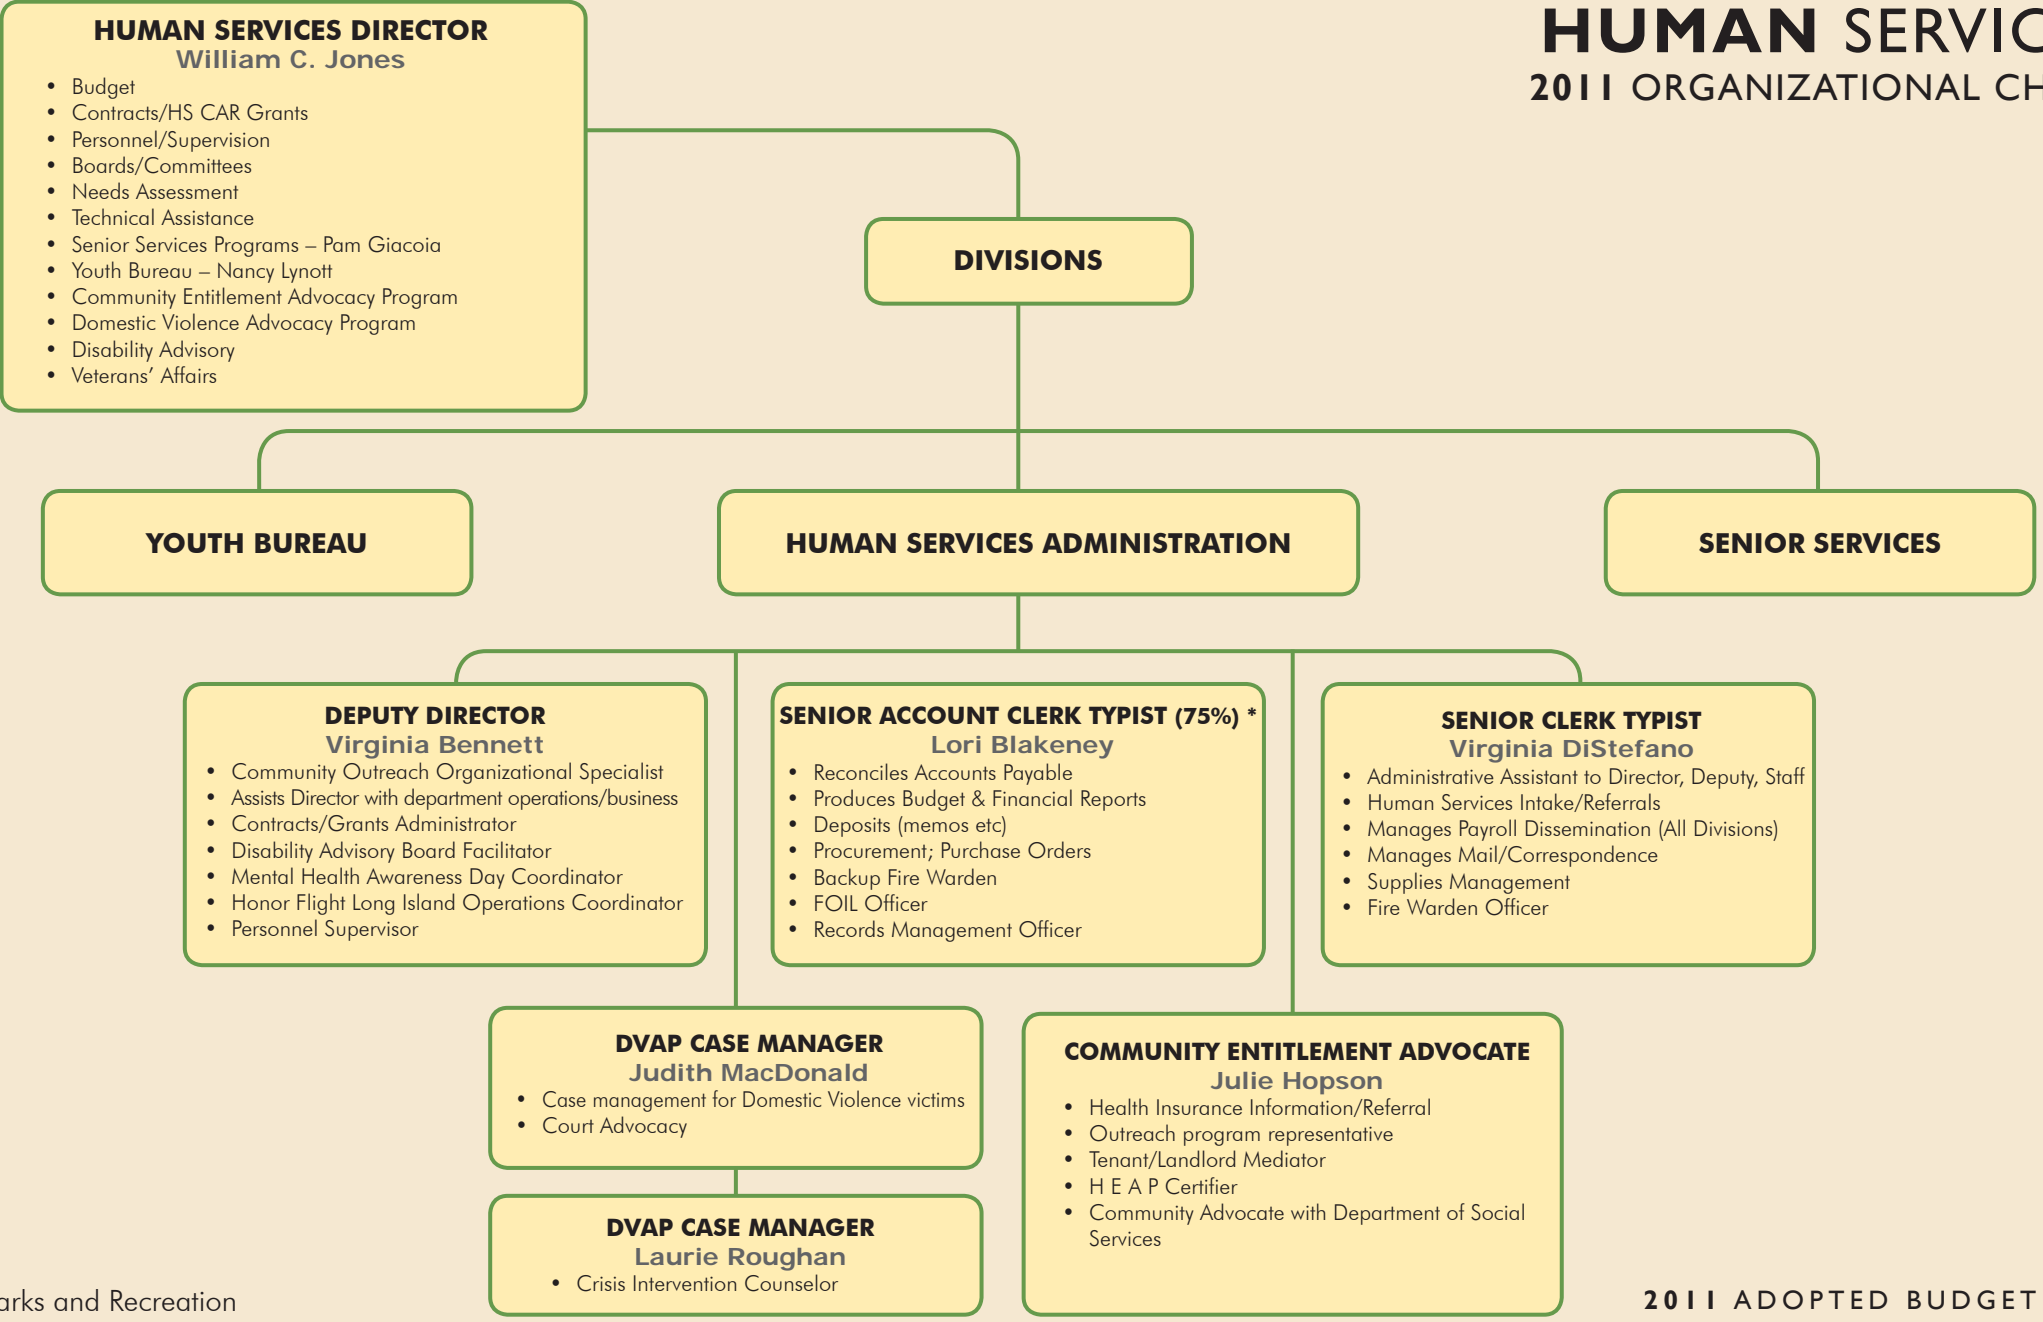 HUMAN SERVICES DIRECTOR
William C. Jones
• Budget
• Contracts/HS CAR Grants
• Personnel/Supervision
• Boards/Committees
• Needs Assessment
• Technical Assistance
• Senior Services Programs – Pam Giacoia
• Youth Bureau – Nancy Lynott
• Community Entitlement Advocacy Program
• Domestic Violence Advocacy Program
• Disability Advisory
• Veterans’ Affairs
HUMAN SERVIC
2011 ORGANIZATIONAL CH
DIVISIONS
YOUTH BUREAU
HUMAN SERVICES ADMINISTRATION
SENIOR SERVICES
DEPUTY DIRECTOR
Virginia Bennett
• Community Outreach Organizational Specialist
• Assists Director with department operations/business
• Contracts/Grants Administrator
• Disability Advisory Board Facilitator
• Mental Health Awareness Day Coordinator
• Honor Flight Long Island Operations Coordinator
• Personnel Supervisor
SENIOR ACCOUNT CLERK TYPIST (75%) *
Lori Blakeney
• Reconciles Accounts Payable
• Produces Budget & Financial Reports
• Deposits (memos etc)
• Procurement; Purchase Orders
• Backup Fire Warden
• FOIL Officer
• Records Management Officer
SENIOR CLERK TYPIST
Virginia DiStefano
• Administrative Assistant to Director, Deputy, Staff
• Human Services Intake/Referrals
• Manages Payroll Dissemination (All Divisions)
• Manages Mail/Correspondence
• Supplies Management
• Fire Warden Officer
DVAP CASE MANAGER
Judith MacDonald
• Case management for Domestic Violence victims
• Court Advocacy
DVAP CASE MANAGER
Laurie Roughan
• Crisis Intervention Counselor
COMMUNITY ENTITLEMENT ADVOCATE
Julie Hopson
• Health Insurance Information/Referral
• Outreach program representative
• Tenant/Landlord Mediator
• H E A P Certifier
• Community Advocate with Department of Social
Services
arks and Recreation
2011 ADOPTED BUDGET